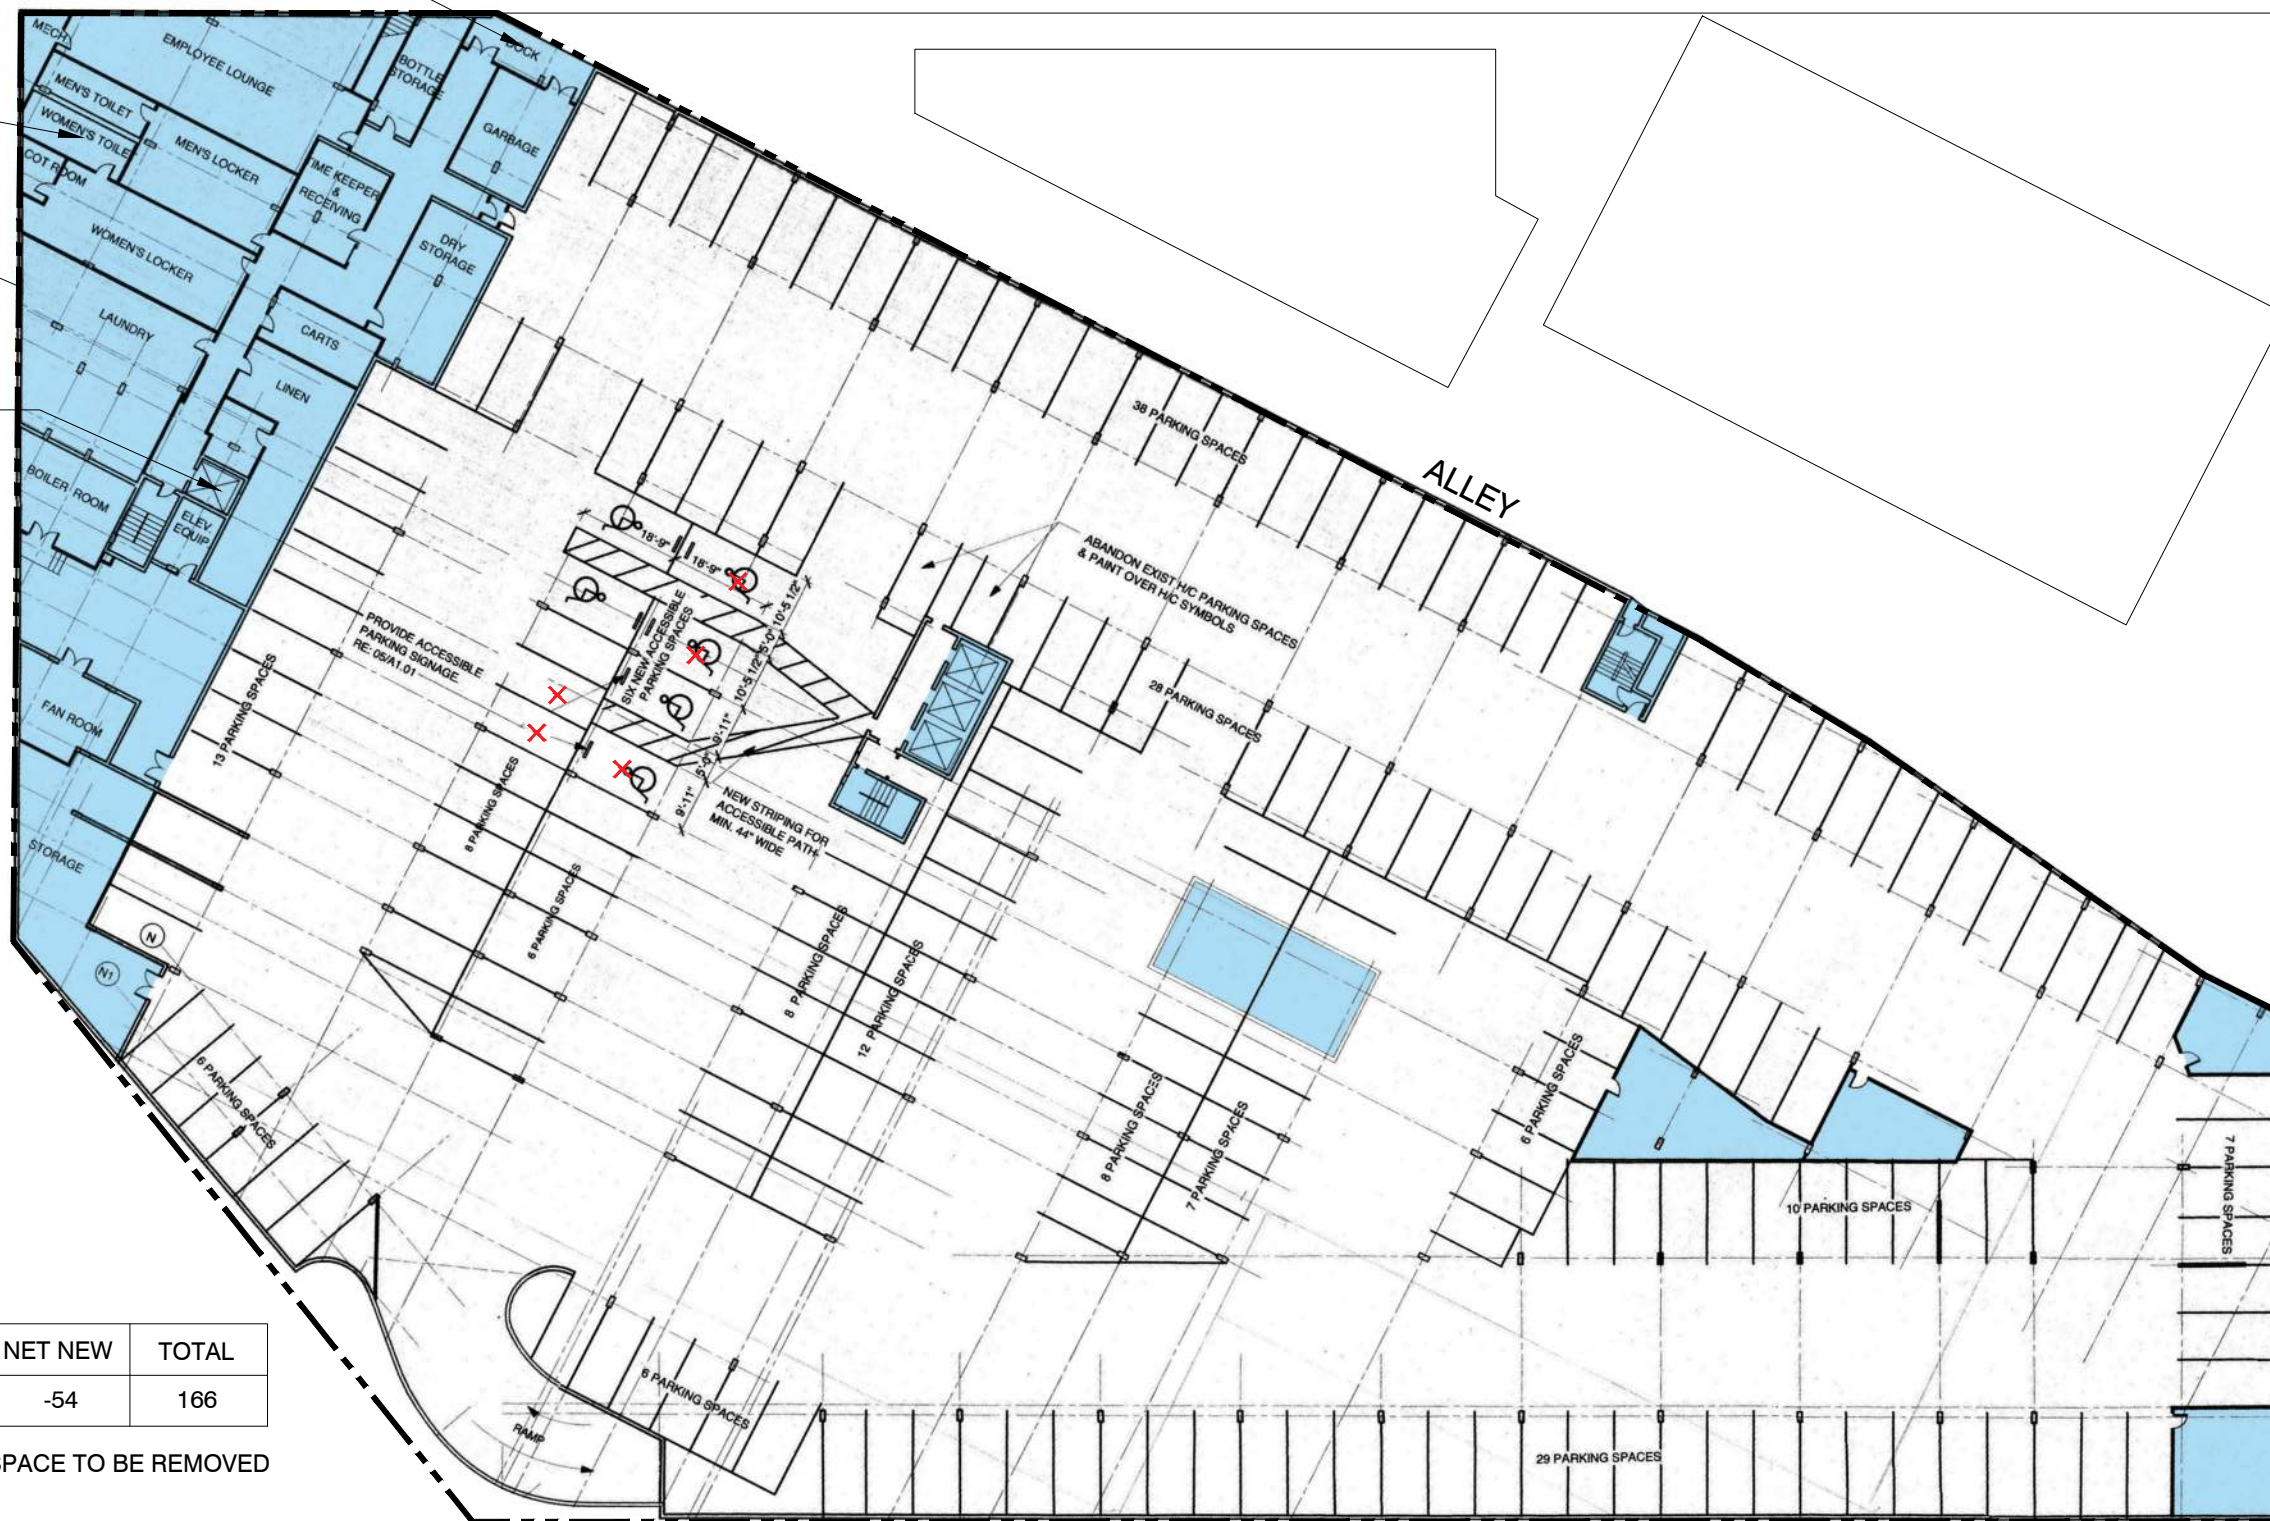 MECH
EMPLOYEE LOUNGE
BOTTLE
STORAGE
DOCK
MEN'S TOILET
WOMEN'S TOILET
COT ROOM
MEN'S LOCKER
GARBAGE
TIME KEEPER
&
RECEIVING
WOMEN'S LOCKER
DRY
STORAGE
LAUNDRY
CARTS
LINEN
BOILER ROOM
ELEV
EQUIP
FAN ROOM
STORAGE
N
N1
38 PARKING SPACES
ALLEY
ABANDON EXIST H/C PARKING SPACES
& PAINT OVER H/C SYMBOLS
18'-9"
18'-9"
10'-5 1/2"
5'-0"
10'-5 1/2"
9'-11"
5'-0"
9'-11"
SIX NEW ACCESSIBLE
PARKING SPACES
PROVIDE ACCESSIBLE
PARKING SIGNAGE
RE: 05/A1.01
13 PARKING SPACES
28 PARKING SPACES
8 PARKING SPACES
NEW STRIPING FOR
ACCESSIBLE PATH-
MIN. 44" WIDE
6 PARKING SPACES
8 PARKING SPACES
12 PARKING SPACES
6 PARKING SPACES
8 PARKING SPACES
7 PARKING SPACES
6 PARKING SPACES
10 PARKING SPACES
7 PARKING SPACES
6 PARKING SPACES
RAMP
29 PARKING SPACES
NET NEW TOTAL
-54 166
SPACE TO BE REMOVED